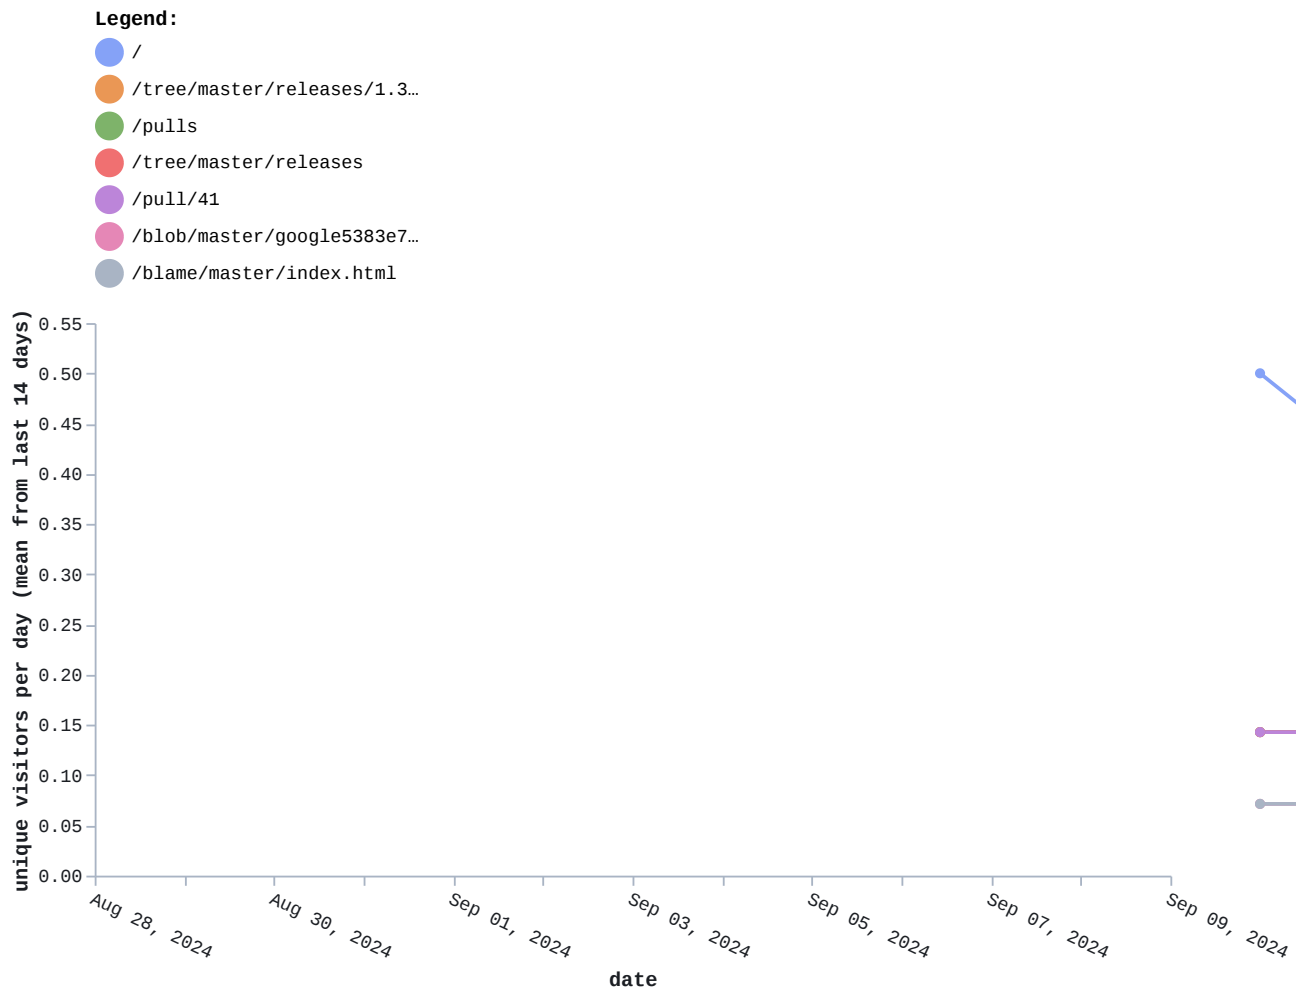 Legend:
/
/tree/master/releases/1.3…
/pulls
/tree/master/releases
/pull/41
/blob/master/google5383e7…
/blame/master/index.html
unique visitors per day (mean from last 14 days)
0.55
0.50
0.45
0.40
0.35
0.30
0.25
0.20
0.15
0.10
0.05
0.00
Aug 28, 2024
Aug 30, 2024
Sep 01, 2024
Sep 03, 2024
Sep 05, 2024
Sep 07, 2024
Sep 09, 2024
date